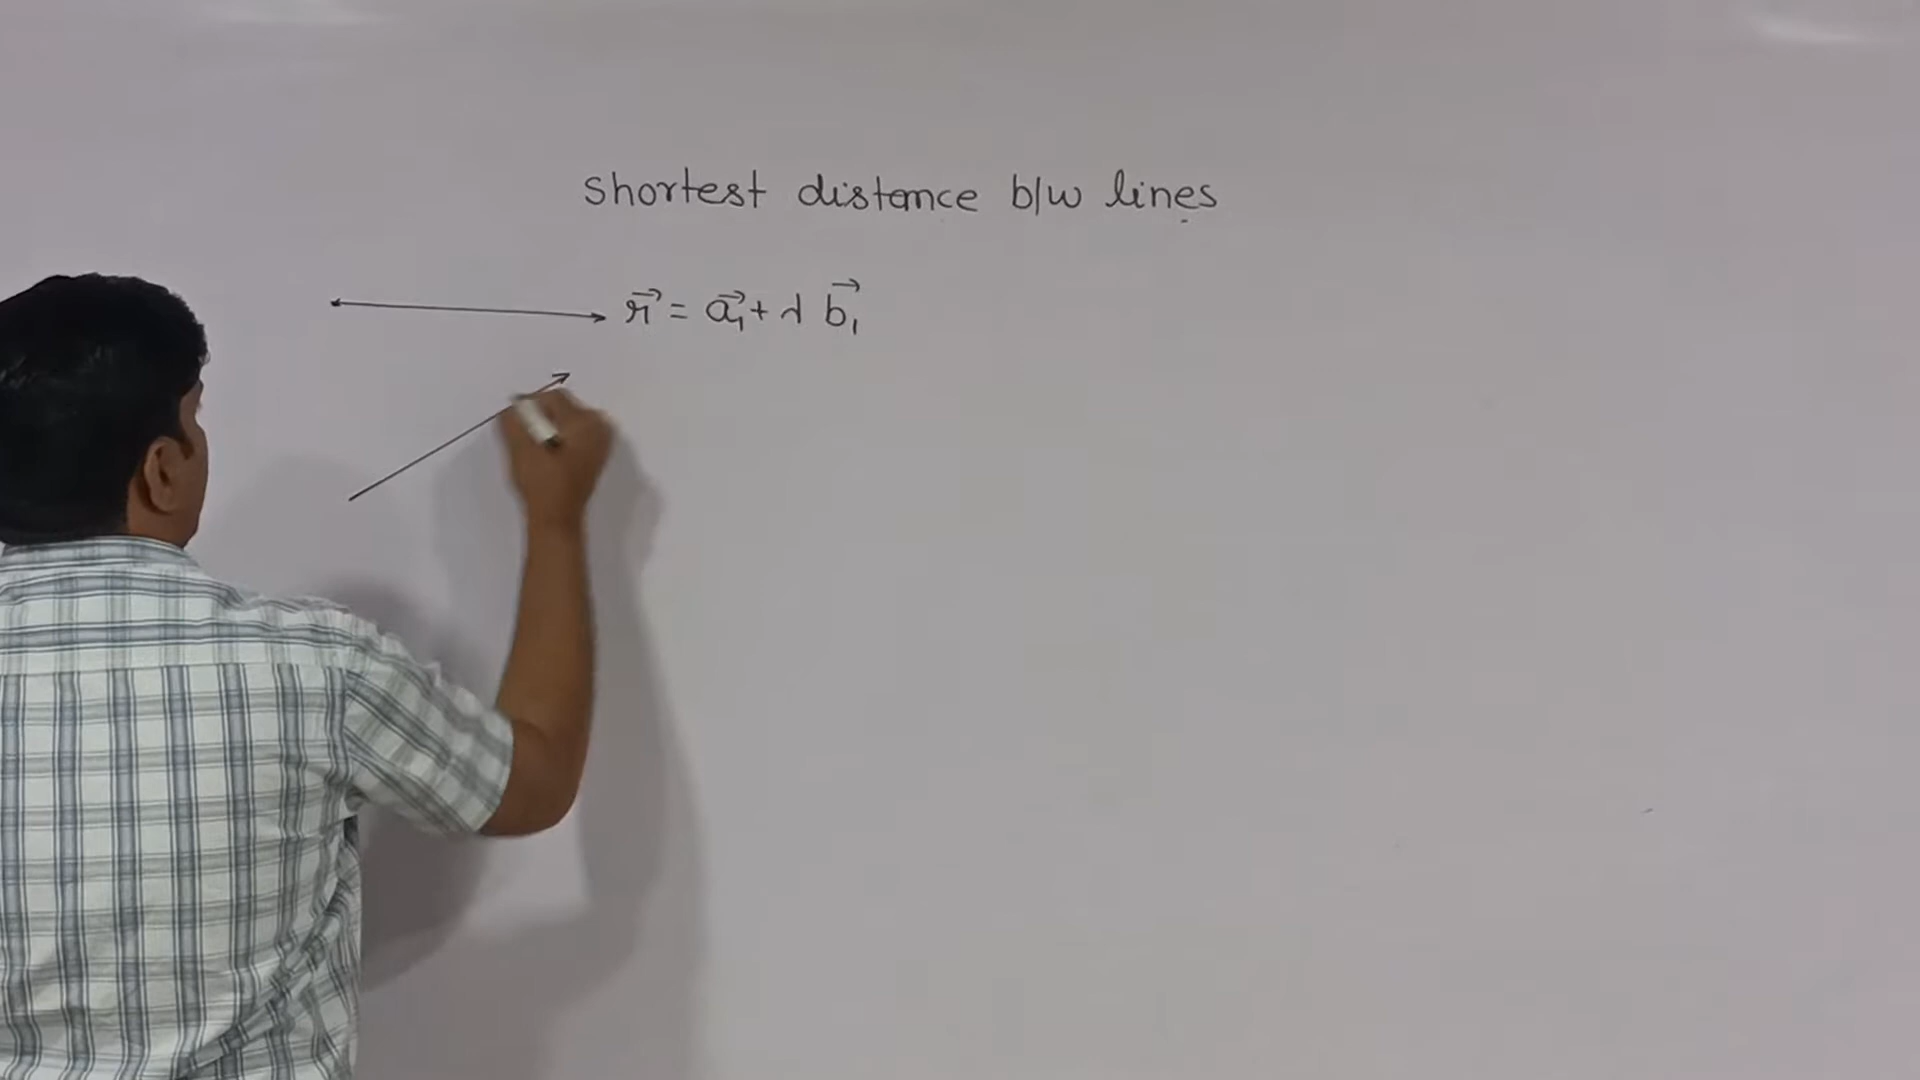 shortest distance b/w lines
r⃗ = a⃗₁ + λ b⃗₁